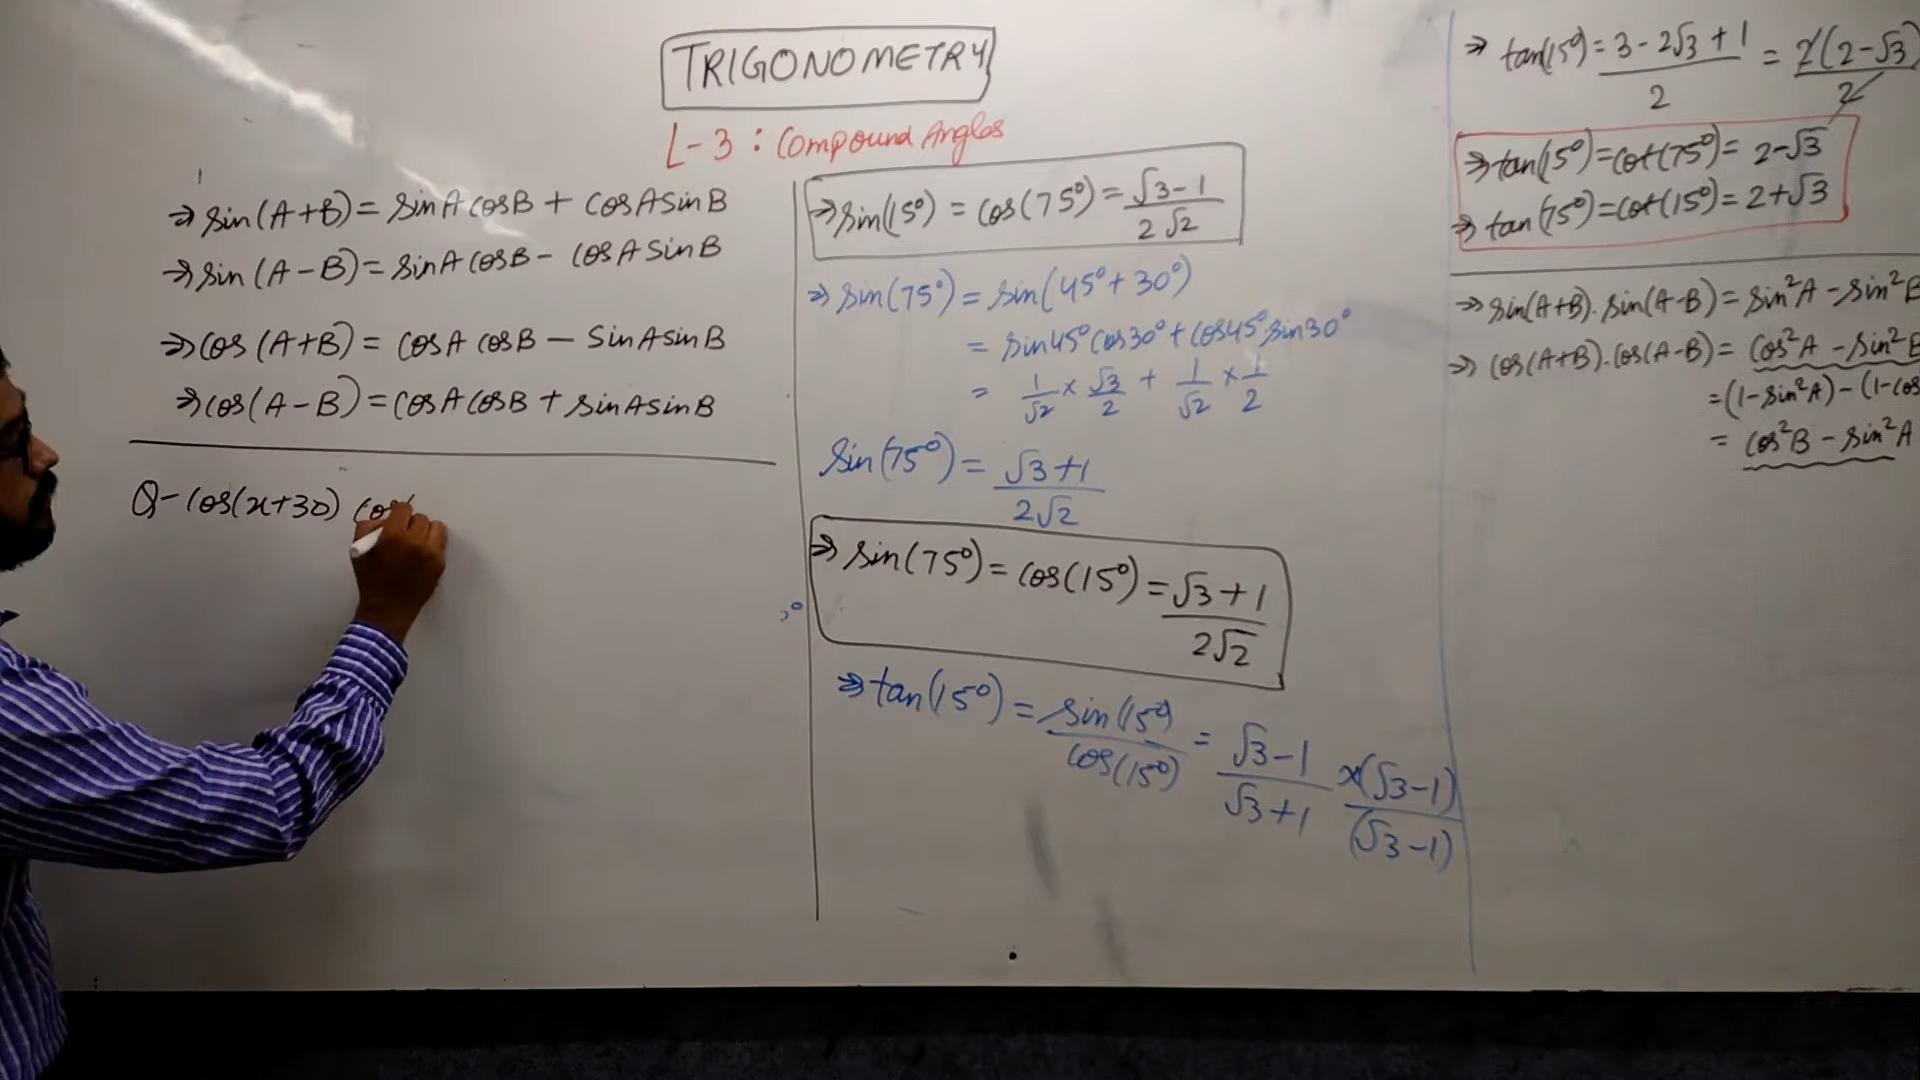 TRIGONOMETRY
L-3 : Compound Angles
⇒ sin(A+B) = sinA cosB + cosA sinB
⇒ sin(A-B) = sinA cosB - cosA sinB
⇒ cos(A+B) = cosA cosB - sinA sinB
⇒ cos(A-B) = cosA cosB + sinA sinB
Q- cos(x+30) cos(
⇒ sin(15°) = cos(75°) = (√3-1)/(2√2)
⇒ sin(75°) = sin(45°+30°)
= sin45° cos30° + cos45° sin30°
= 1/√2 × √3/2 + 1/√2 × 1/2
sin(75°) = (√3+1)/(2√2)
⇒ sin(75°) = cos(15°) = (√3+1)/(2√2)
⇒ tan(15°) = sin(15°)/cos(15°) = (√3-1)/(√3+1) × (√3-1)/(√3-1)
⇒ tan(15°) = (3-2√3+1)/2 = 2(2-√3)/2
⇒ tan(15°) = cot(75°) = 2-√3
⇒ tan(75°) = cot(15°) = 2+√3
⇒ sin(A+B). sin(A-B) = sin²A - sin²B
⇒ cos(A+B). cos(A-B) = cos²A - sin²B
= (1-sin²A) - (1-cos
= cos²B - sin²A